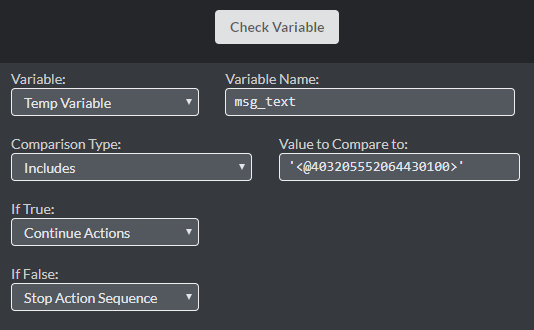 Check Variable
Variable: Variable Name:
Temp Variable msg_text
Comparison Type: Value to Compare to:
Includes '<@403205552064430100>'
If True:
Continue Actions
If False:
Stop Action Sequence